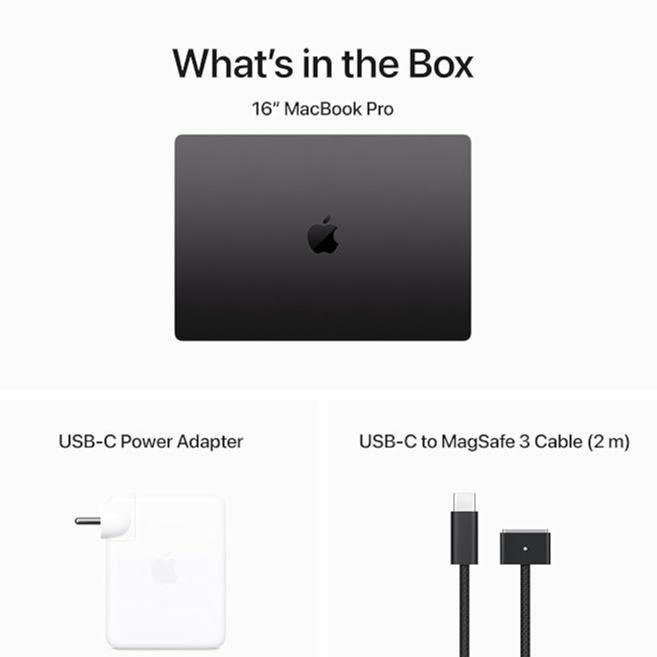 What’s in the Box
16” MacBook Pro
USB-C Power Adapter
USB-C to MagSafe 3 Cable (2 m)